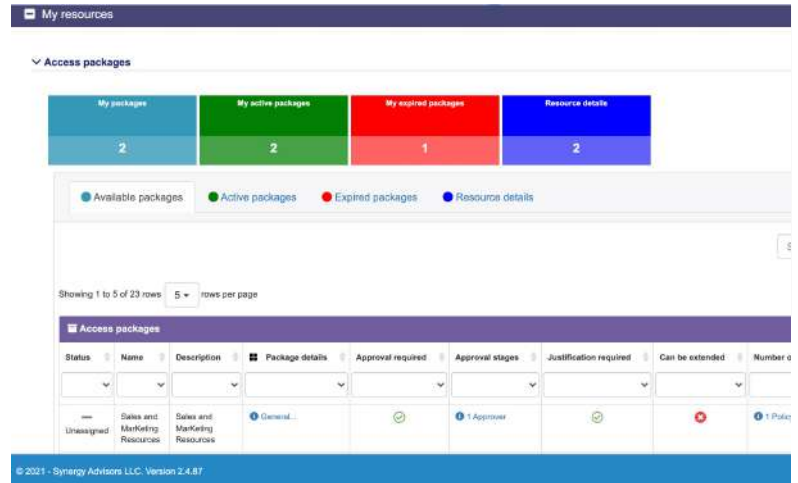 My resources
Access packages
My packages
My active packages
My expired packages
Resource details
2
2
1
2
Available packages
Active packages
Expired packages
Resource details
S
Showing 1 to 5 of 23 rows 5 rows per page
Access packages
Status Name Description Package details Approval required Approval stages Justification required Can be extended Number o
Unassigned
Sales and MarKeting Resources
Sales and MarKeting Resources
General...
1 Approver
1 Policy
© 2021 - Synergy Advisors LLC. Version 2.4.87